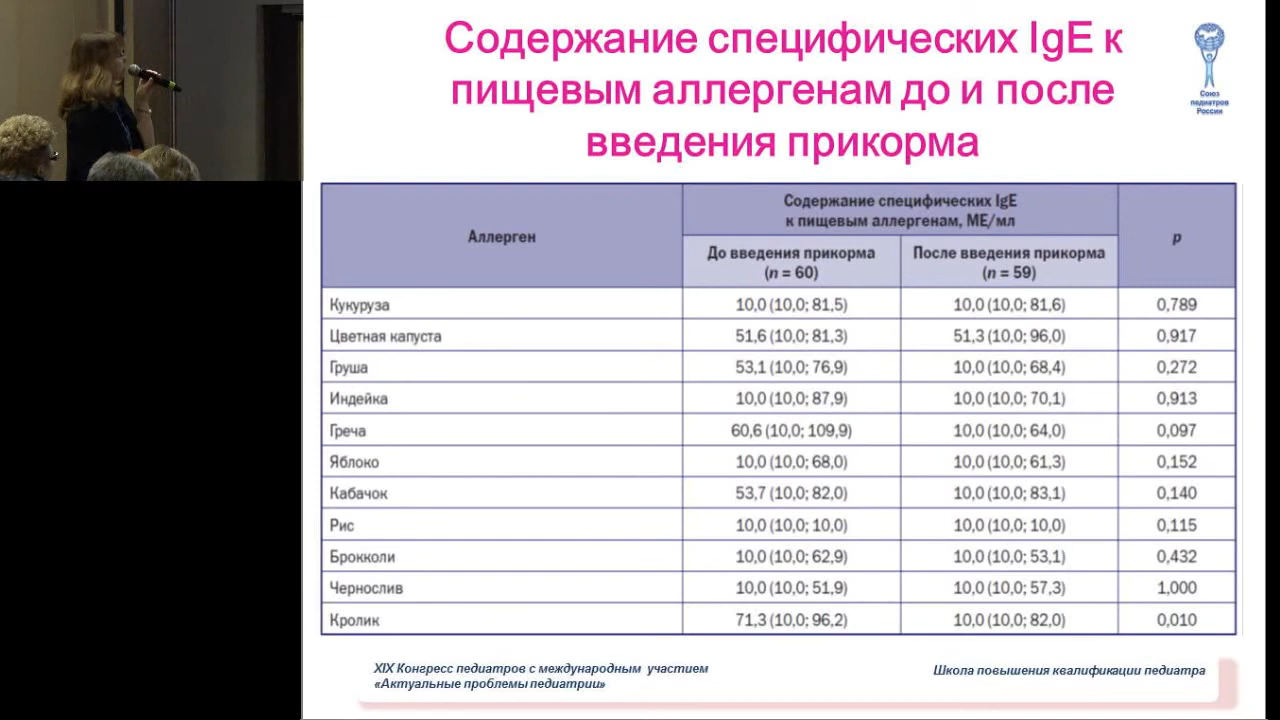 Содержание специфических IgE к
пищевым аллергенам до и после
введения прикорма
Союз
педиатров
России
Аллерген
Содержание специфических IgE
к пищевым аллергенам, МЕ/мл
p
До введения прикорма
(n = 60)
После введения прикорма
(n = 59)
Кукуруза 10,0 (10,0; 81,5) 10,0 (10,0; 81,6) 0,789
Цветная капуста 51,6 (10,0; 81,3) 51,3 (10,0; 96,0) 0,917
Груша 53,1 (10,0; 76,9) 10,0 (10,0; 68,4) 0,272
Индейка 10,0 (10,0; 87,9) 10,0 (10,0; 70,1) 0,913
Греча 60,6 (10,0; 109,9) 10,0 (10,0; 64,0) 0,097
Яблоко 10,0 (10,0; 68,0) 10,0 (10,0; 61,3) 0,152
Кабачок 53,7 (10,0; 82,0) 10,0 (10,0; 83,1) 0,140
Рис 10,0 (10,0; 10,0) 10,0 (10,0; 10,0) 0,115
Брокколи 10,0 (10,0; 62,9) 10,0 (10,0; 53,1) 0,432
Чернослив 10,0 (10,0; 51,9) 10,0 (10,0; 57,3) 1,000
Кролик 71,3 (10,0; 96,2) 10,0 (10,0; 82,0) 0,010
XIX Конгресс педиатров с международным участием
«Актуальные проблемы педиатрии»
Школа повышения квалификации педиатра